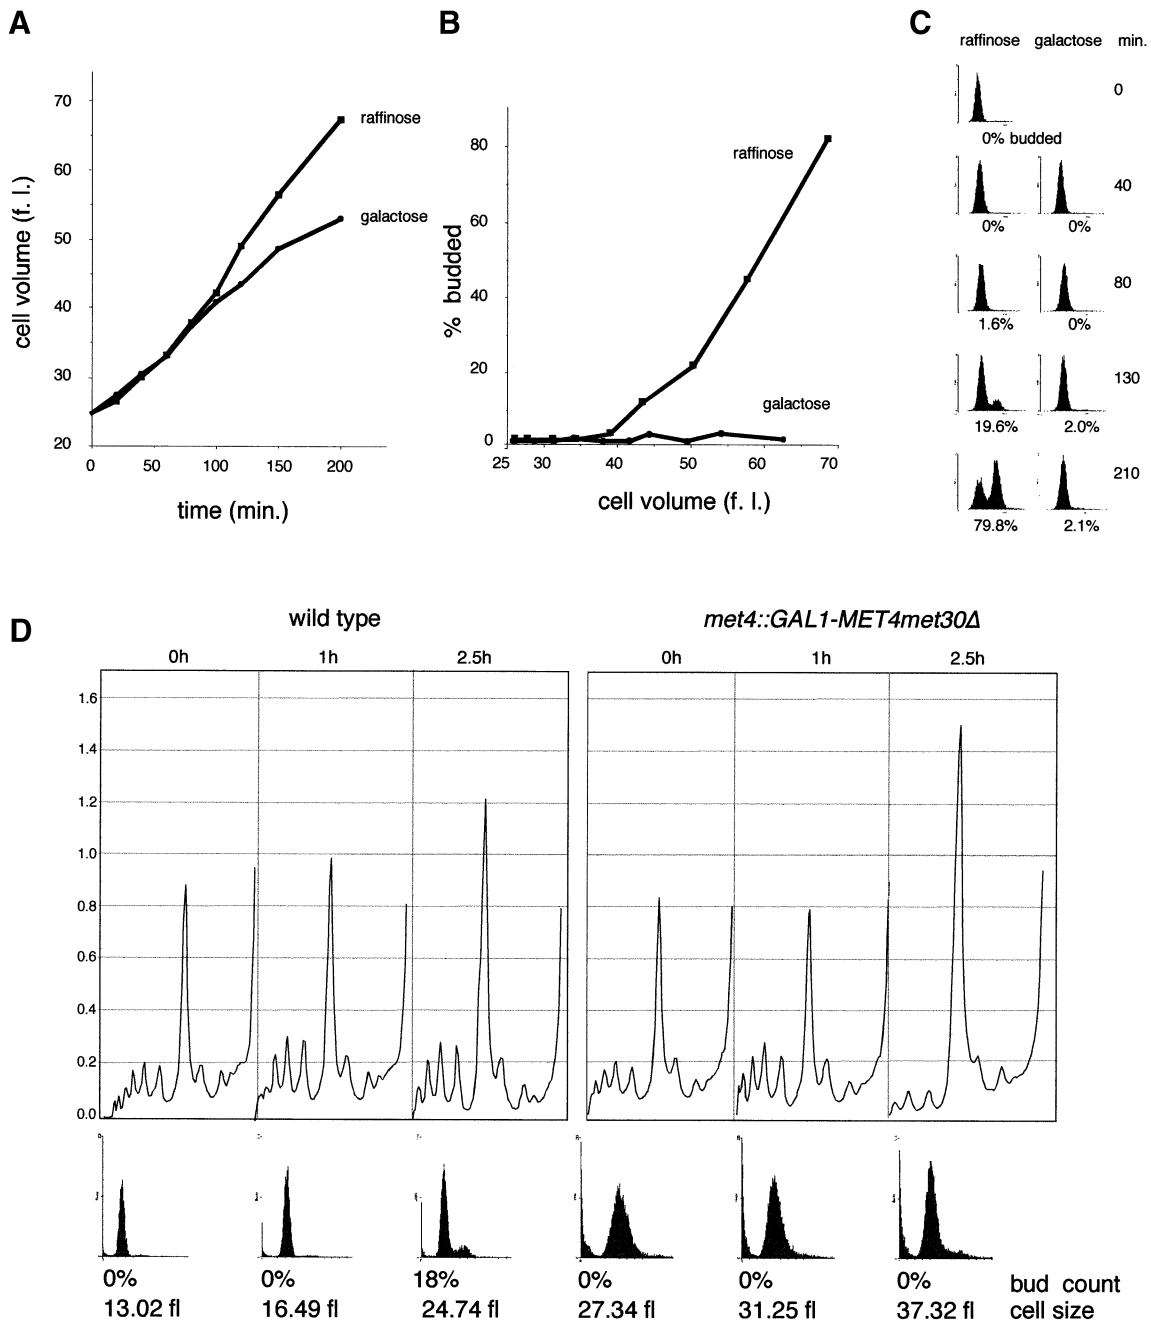 A
70
60
50
40
30
20
0
50
100
150
200
raffinose
galactose
cell volume (f. l.)
time (min.)
B
80
60
40
20
0
25
30
40
50
60
70
raffinose
galactose
% budded
cell volume (f. l.)
C
raffinose galactose min.
0
0% budded
40
0% 0%
80
1.6% 0%
130
19.6% 2.0%
210
79.8% 2.1%
D
wild type met4::GAL1-MET4met30Δ
0h 1h 2.5h 0h 1h 2.5h
1.6
1.4
1.2
1.0
0.8
0.6
0.4
0.2
0.0
0% 0% 18% 0% 0% 0% bud count
13.02 fl 16.49 fl 24.74 fl 27.34 fl 31.25 fl 37.32 fl cell size